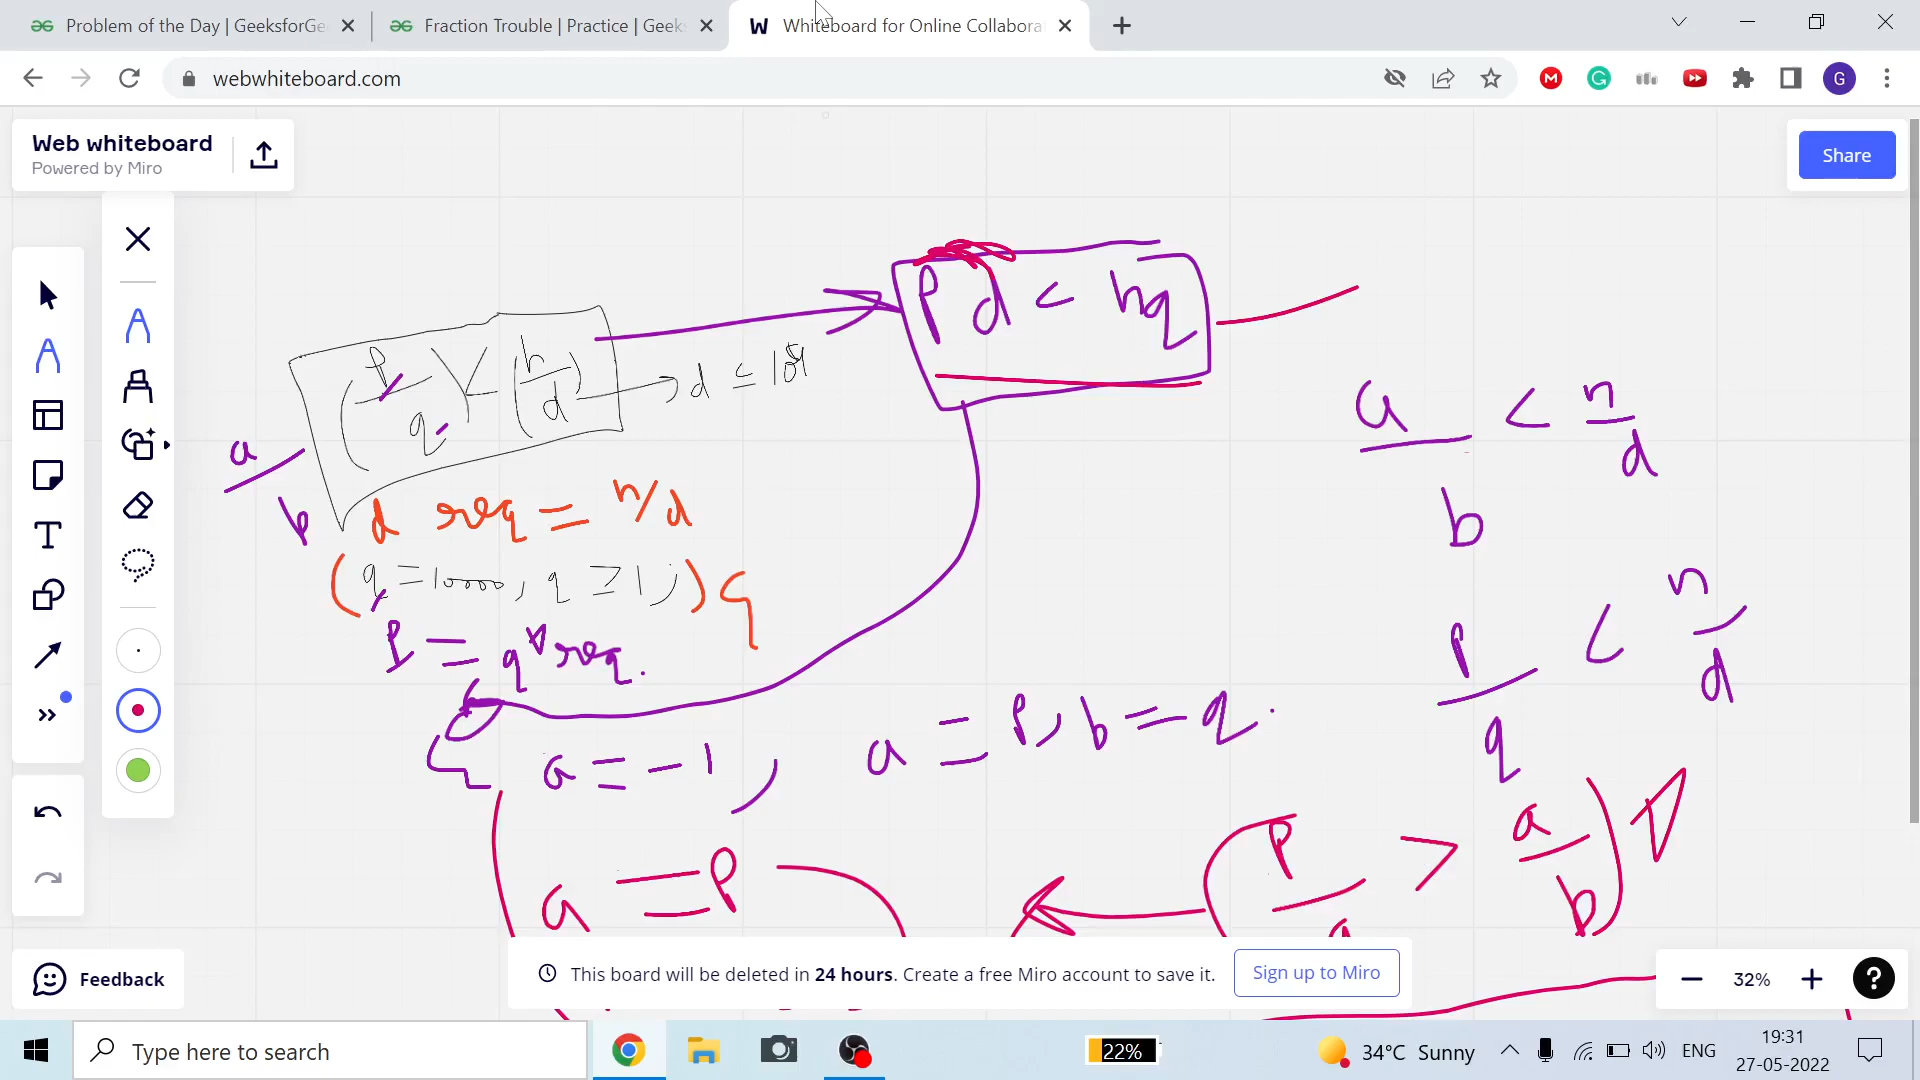 Problem of the Day | GeeksforGe
Fraction Trouble | Practice | Geeks
W Whiteboard for Online Collabora
webwhiteboard.com
M
G
G
Web whiteboard
Powered by Miro
Share
p d < nq
(p/q) < (n/d) → d ≤
a
b
a/b < n/d
d req = n/d
(q = 10000, q ≥ 1;) q
p = q * req.
p/q < n/d
a = -1, a = p, b = q.
a = p
p/q > a/b
T
Feedback
This board will be deleted in 24 hours. Create a free Miro account to save it.
Sign up to Miro
32%
?
Type here to search
22%
34°C Sunny
ENG
19:31
27-05-2022